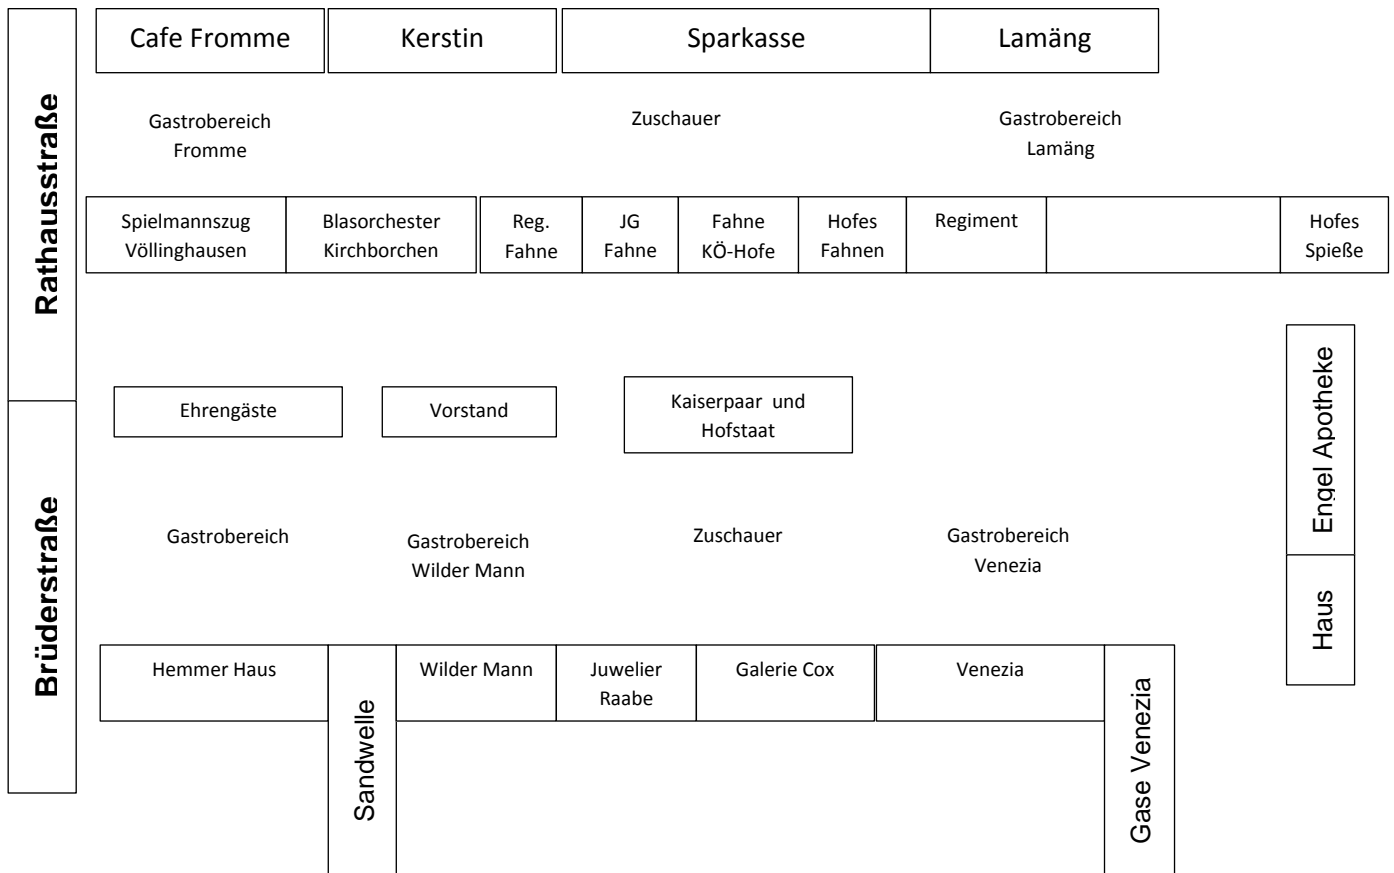 Cafe Fromme
Kerstin
Sparkasse
Lamäng
Rathausstraße
Gastrobereich
Fromme
Zuschauer
Gastrobereich
Lamäng
Spielmannszug
Völlinghausen
Blasorchester
Kirchborchen
Reg.
Fahne
JG
Fahne
Fahne
KÖ-Hofe
Hofes
Fahnen
Regiment
Hofes
Spieße
Engel Apotheke
Ehrengäste
Vorstand
Kaiserpaar und
Hofstaat
Brüderstraße
Gastrobereich
Gastrobereich
Wilder Mann
Zuschauer
Gastrobereich
Venezia
Haus
Hemmer Haus
Sandwelle
Wilder Mann
Juwelier
Raabe
Galerie Cox
Venezia
Gase Venezia